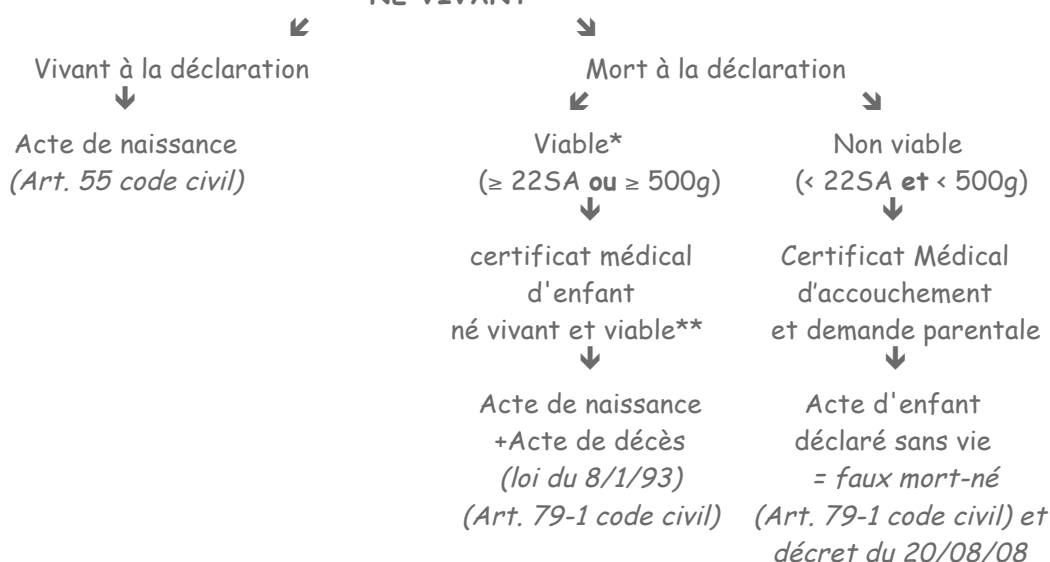 Vivant à la déclaration
Mort à la déclaration
Acte de naissance
(Art. 55 code civil)
Viable*
(≥ 22SA ou ≥ 500g)
Non viable
(< 22SA et < 500g)
certificat médical
d'enfant
né vivant et viable**
Certificat Médical
d'accouchement
et demande parentale
Acte de naissance
+Acte de décès
(loi du 8/1/93)
(Art. 79-1 code civil)
Acte d'enfant
déclaré sans vie
= faux mort-né
(Art. 79-1 code civil) et
décret du 20/08/08